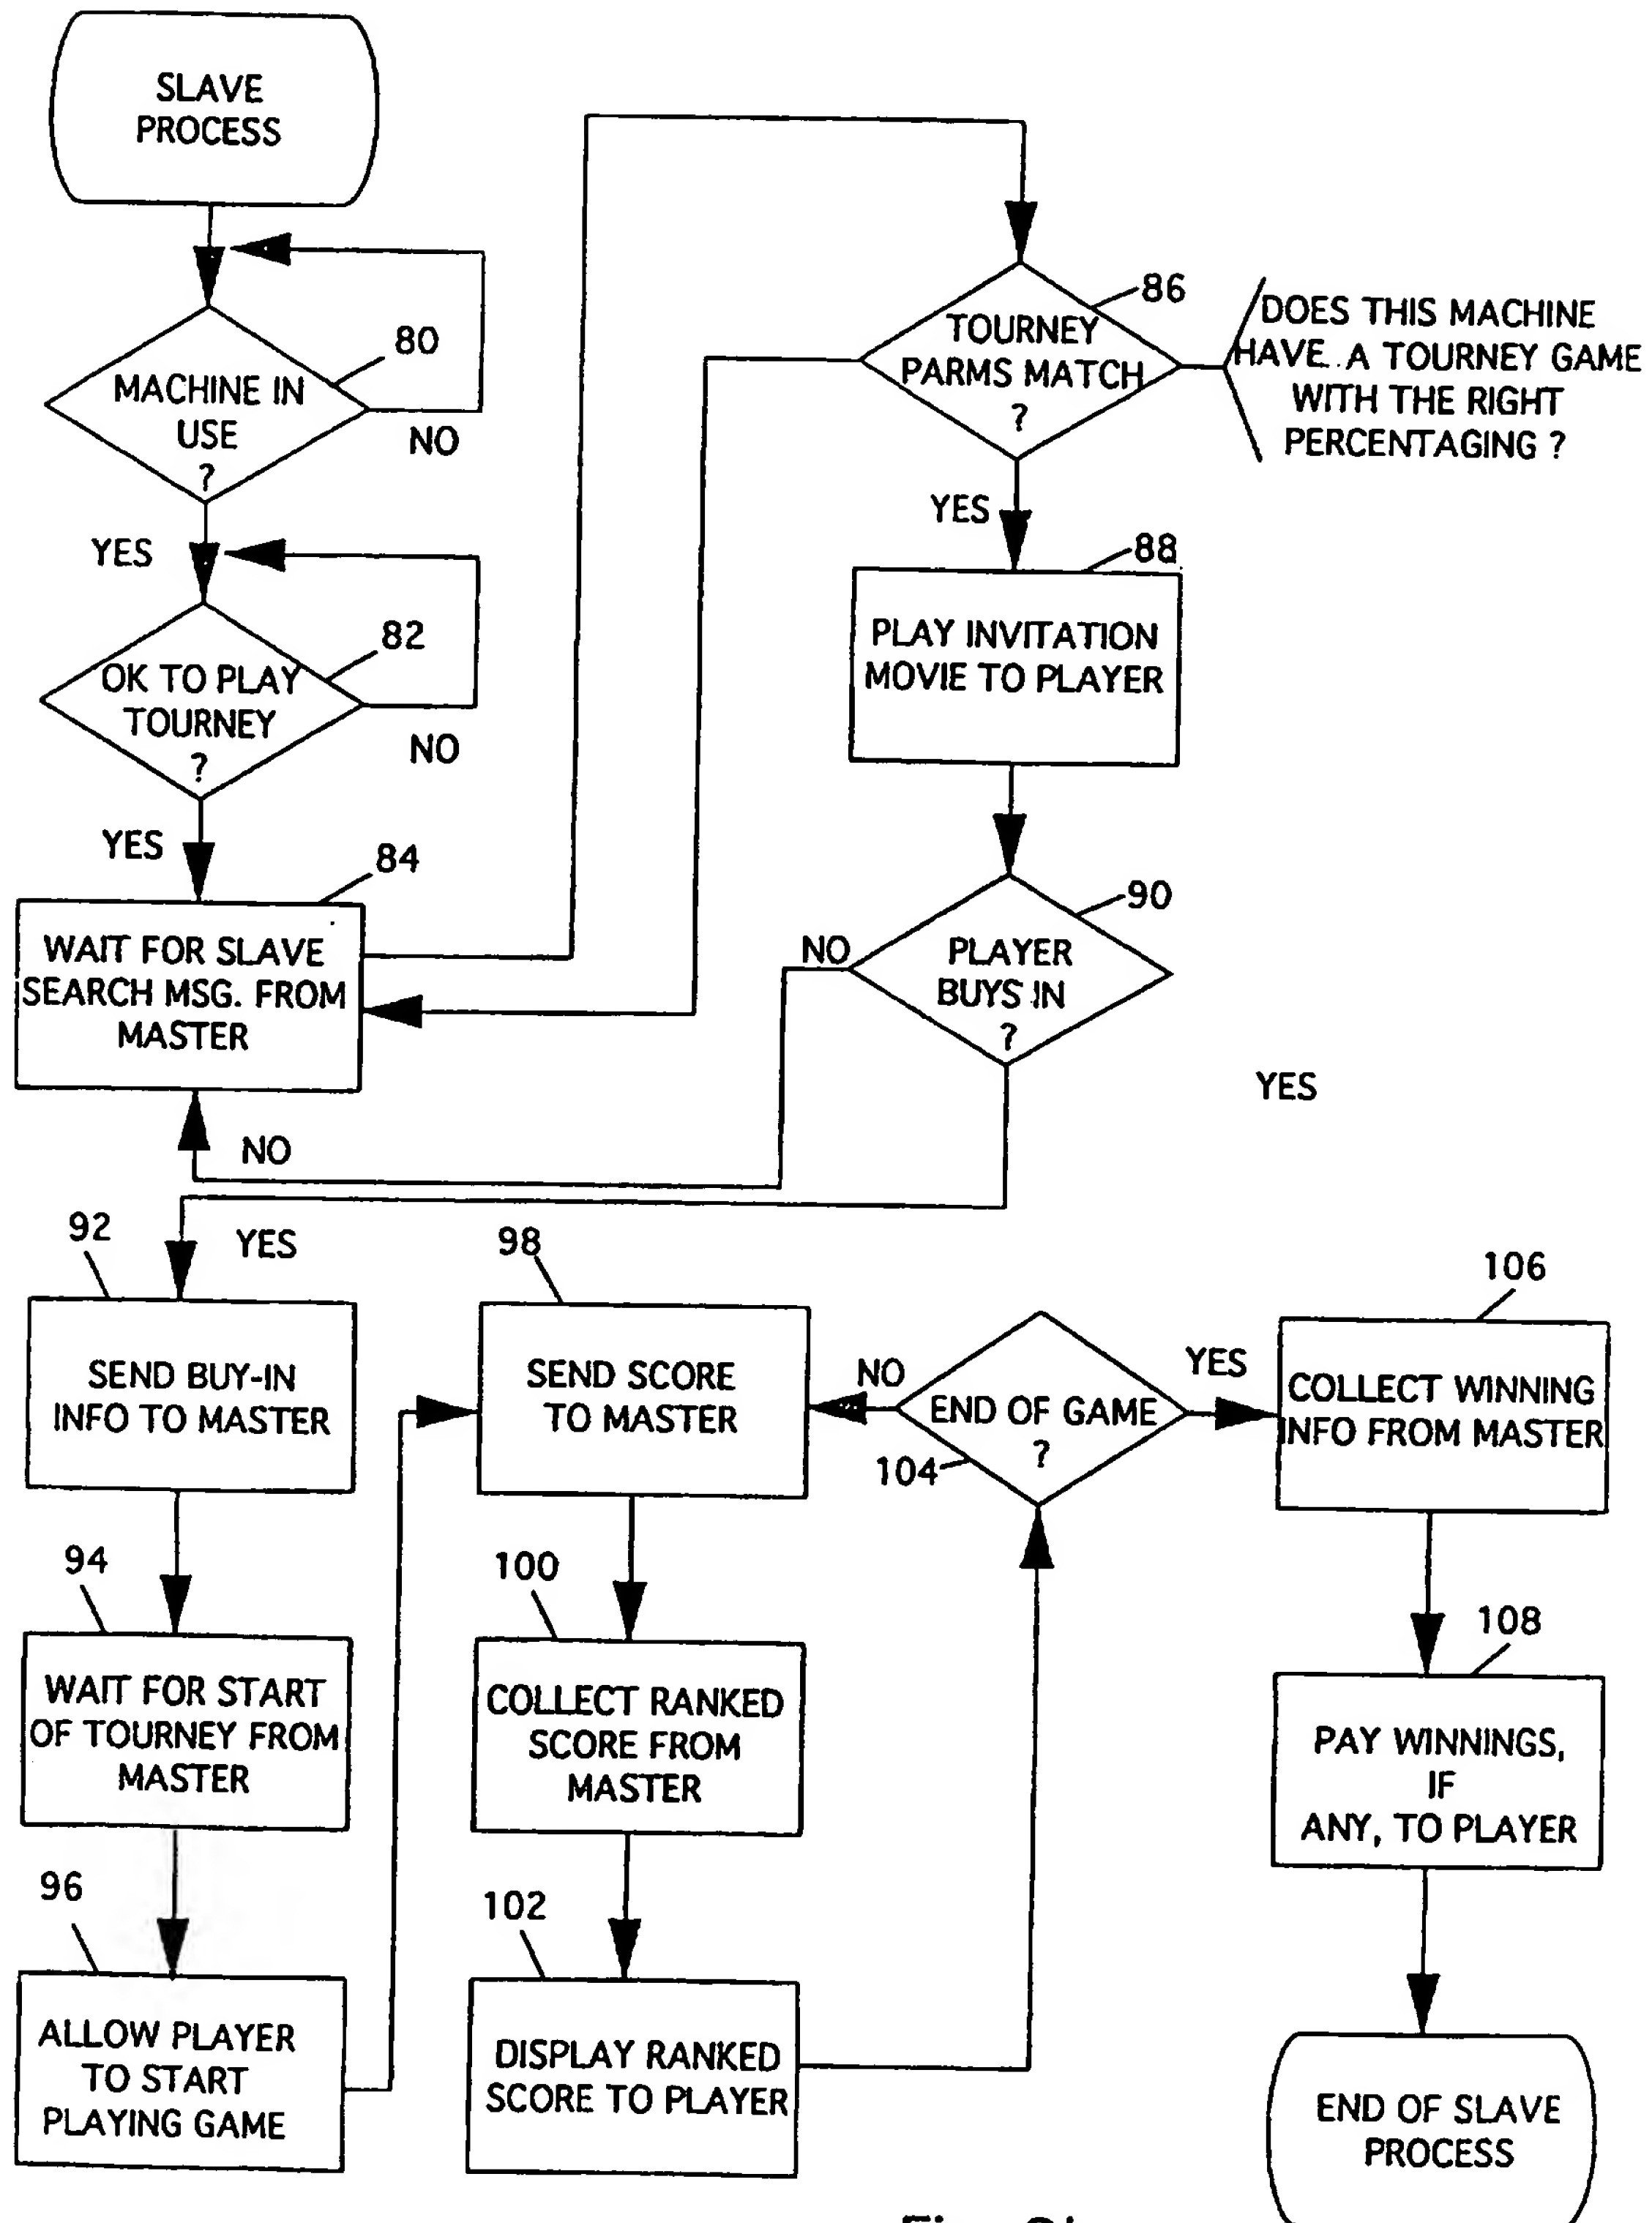 SLAVE
PROCESS
80
MACHINE IN
USE
?
NO
YES
82
OK TO PLAY
TOURNEY
?
NO
YES
84
WAIT FOR SLAVE
SEARCH MSG. FROM
MASTER
86
TOURNEY
PARMS MATCH
?
DOES THIS MACHINE
HAVE A TOURNEY GAME
WITH THE RIGHT
PERCENTAGING ?
YES
88
PLAY INVITATION
MOVIE TO PLAYER
90
NO
PLAYER
BUYS IN
?
YES
NO
YES
92
SEND BUY-IN
INFO TO MASTER
94
WAIT FOR START
OF TOURNEY FROM
MASTER
96
ALLOW PLAYER
TO START
PLAYING GAME
98
SEND SCORE
TO MASTER
100
COLLECT RANKED
SCORE FROM
MASTER
102
DISPLAY RANKED
SCORE TO PLAYER
NO
END OF GAME
?
104
YES
106
COLLECT WINNING
INFO FROM MASTER
108
PAY WINNINGS,
IF
ANY, TO PLAYER
END OF SLAVE
PROCESS